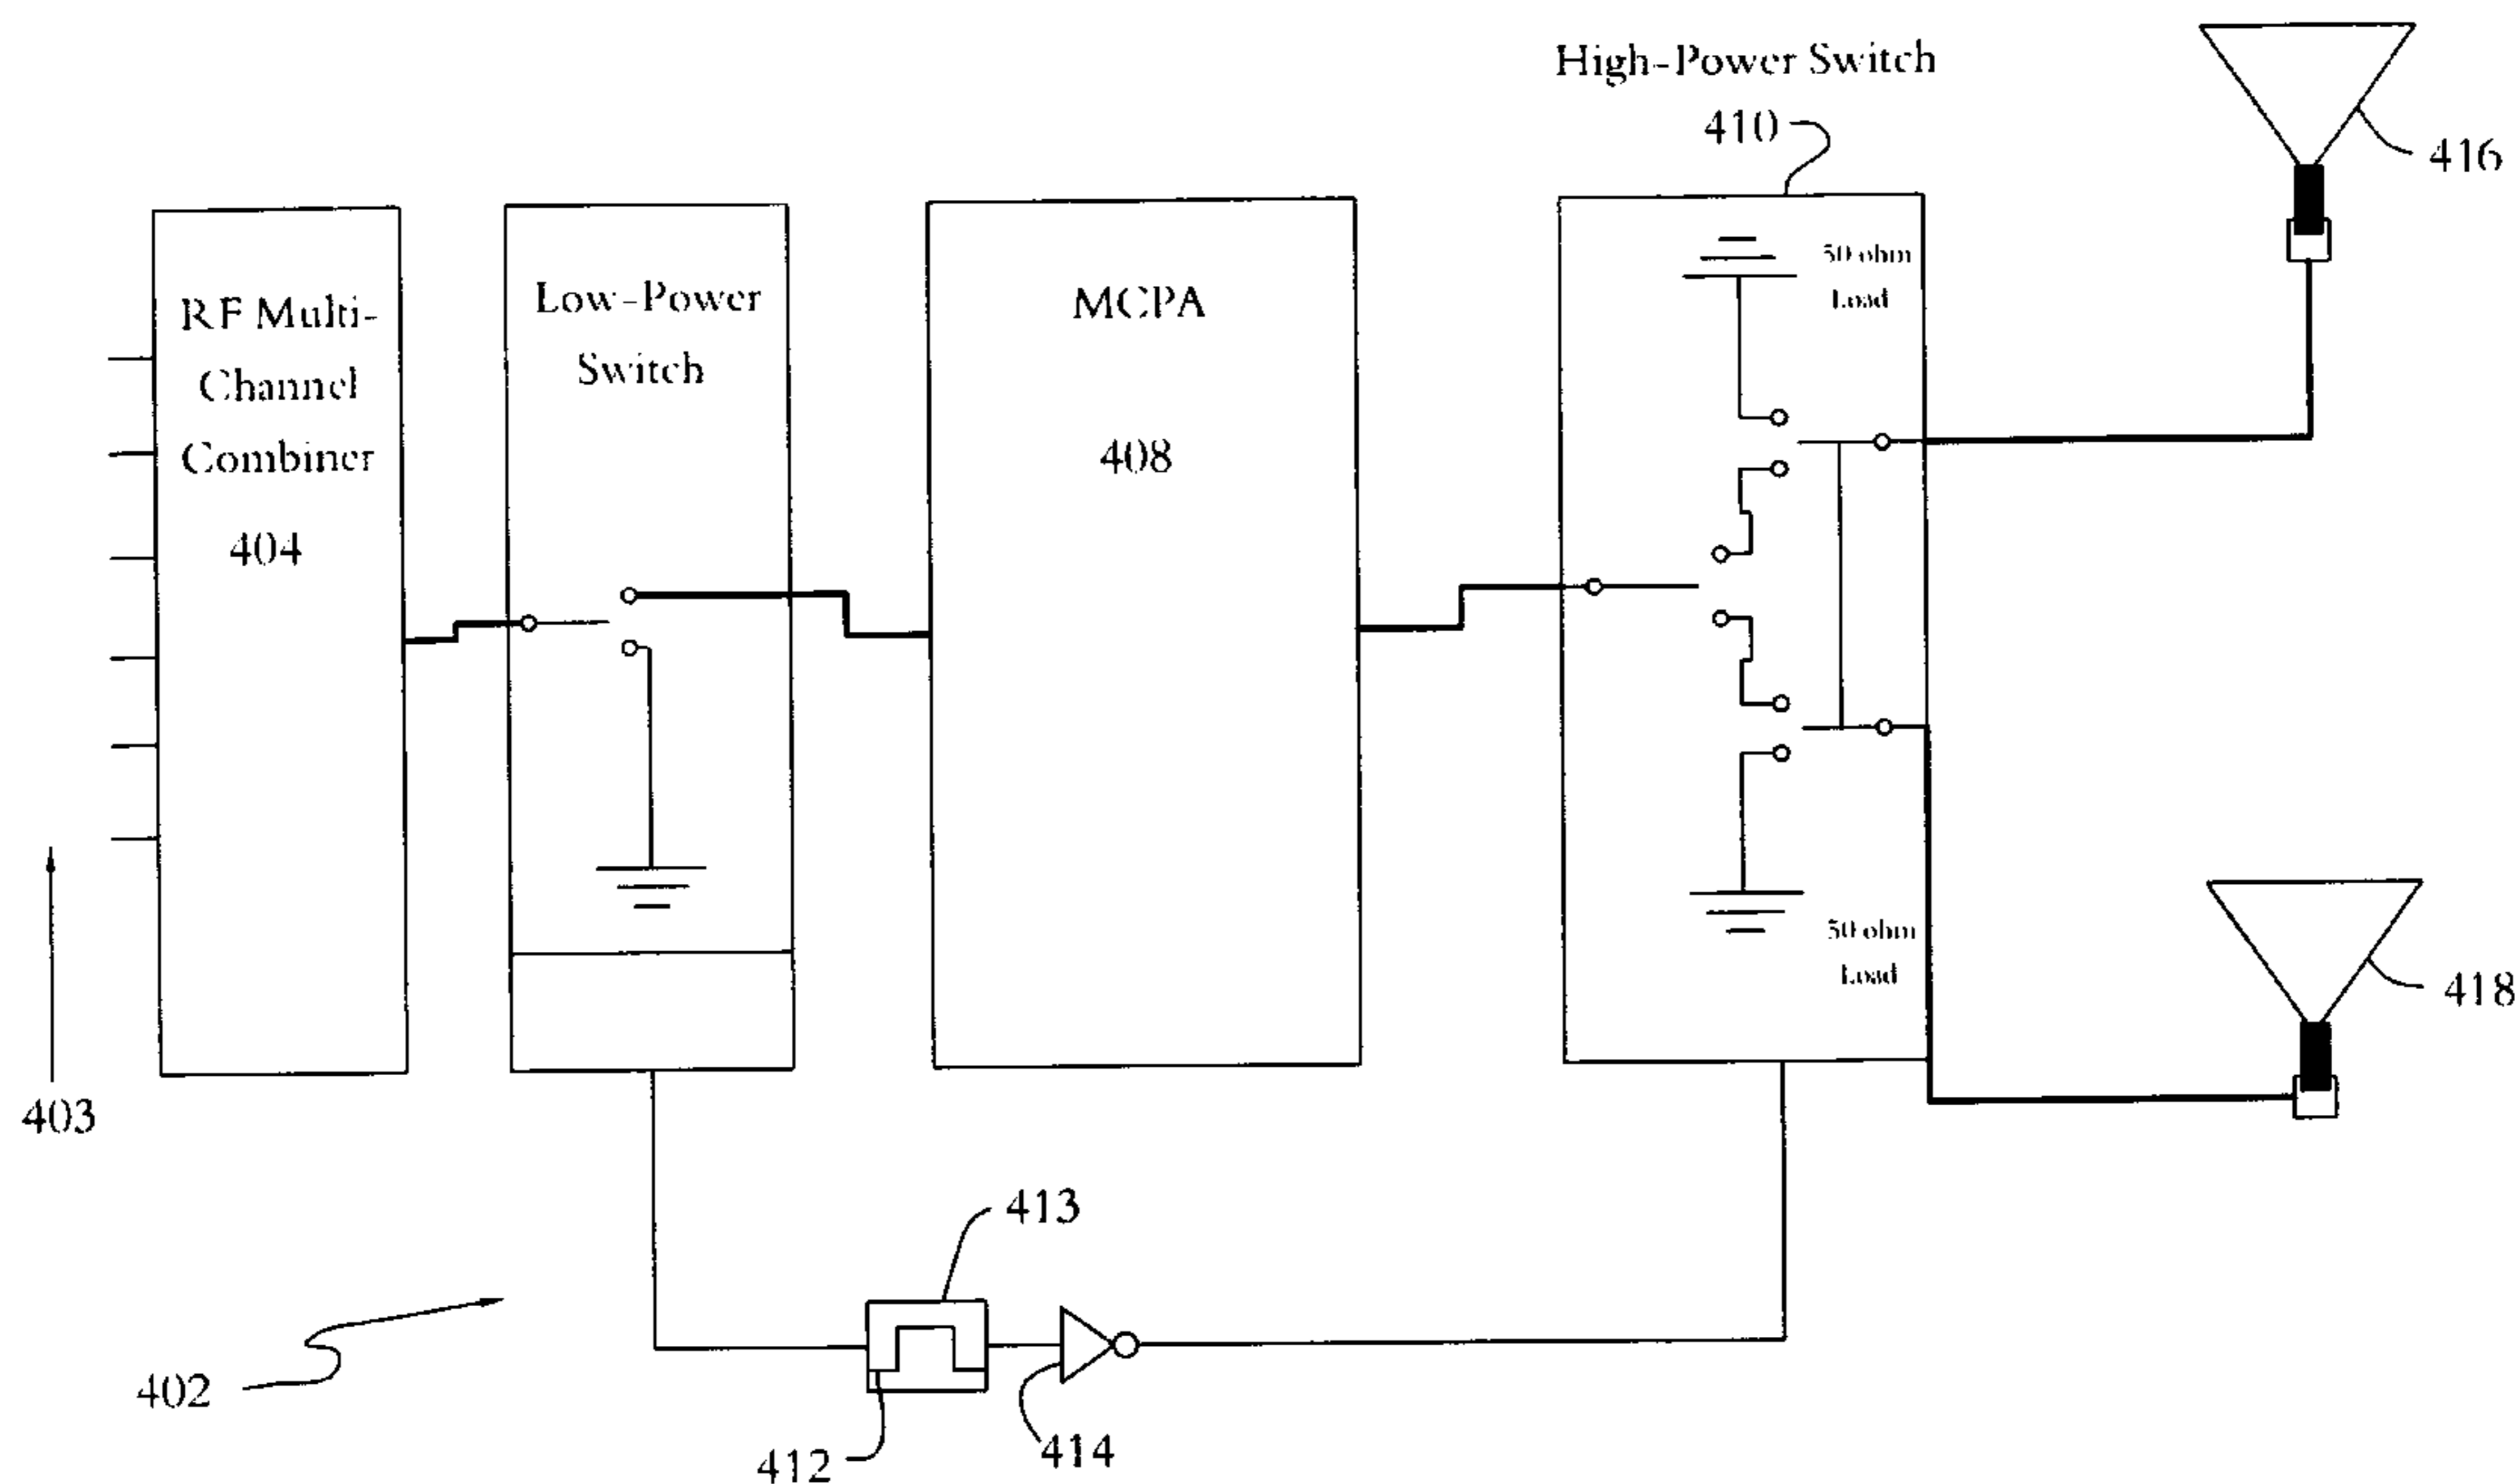 High-Power Switch
410
416
RF Multi-
Channel
Combiner
404
Low-Power
Switch
MCPA
408
50 ohm
Load
50 ohm
Load
418
403
413
402
412
414